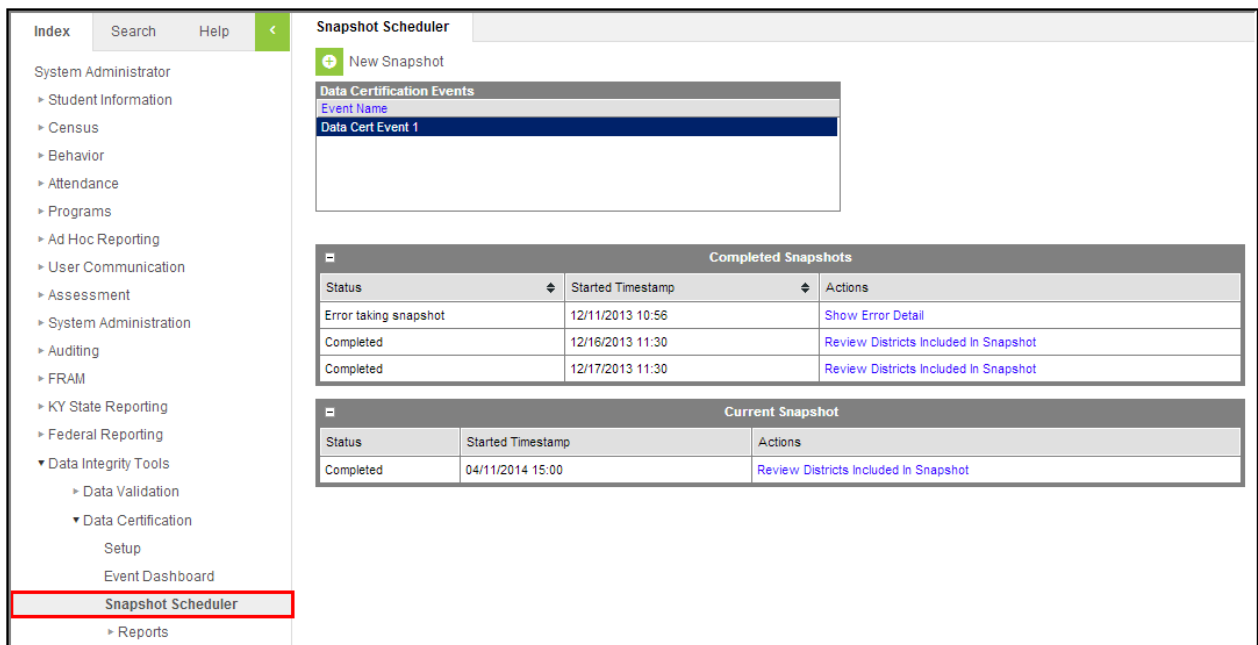 Index Search Help
System Administrator
Student Information
Census
Behavior
Attendance
Programs
Ad Hoc Reporting
User Communication
Assessment
System Administration
Auditing
FRAM
KY State Reporting
Federal Reporting
Data Integrity Tools
Data Validation
Data Certification
Setup
Event Dashboard
Snapshot Scheduler
Reports
Snapshot Scheduler
New Snapshot
Data Certification Events
Event Name
Data Cert Event 1
Completed Snapshots
Status Started Timestamp Actions
Error taking snapshot 12/11/2013 10:56 Show Error Detail
Completed 12/16/2013 11:30 Review Districts Included In Snapshot
Completed 12/17/2013 11:30 Review Districts Included In Snapshot
Current Snapshot
Status Started Timestamp Actions
Completed 04/11/2014 15:00 Review Districts Included In Snapshot